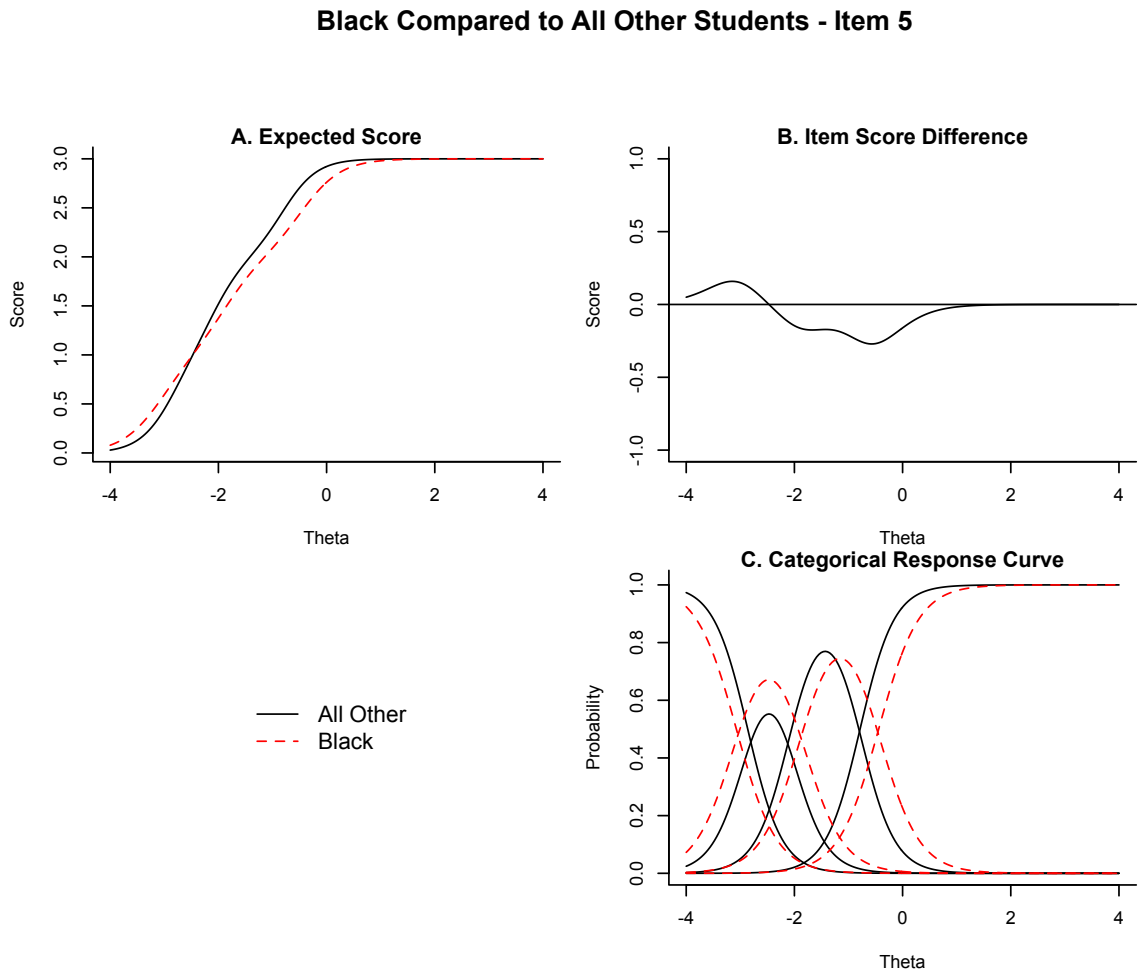 Black Compared to All Other Students - Item 5
A. Expected Score
Score
0.0 0.5 1.0 1.5 2.0 2.5 3.0
-4 -2 0 2 4
Theta
B. Item Score Difference
Score
-1.0 -0.5 0.0 0.5 1.0
-4 -2 0 2 4
Theta
All Other
Black
C. Categorical Response Curve
Probability
0.0 0.2 0.4 0.6 0.8 1.0
-4 -2 0 2 4
Theta